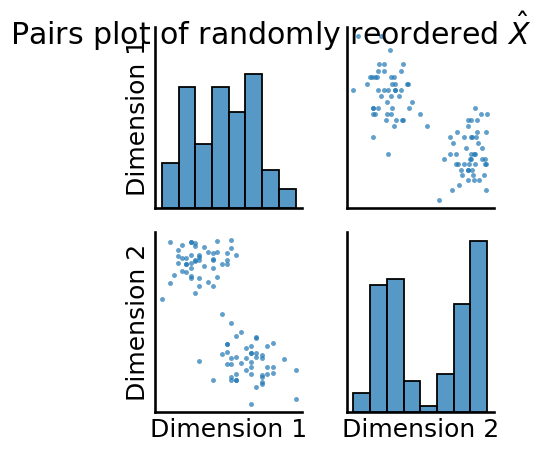 Pairs plot of randomly reordered X̂
Dimension 1
Dimension 2
Dimension 1
Dimension 2